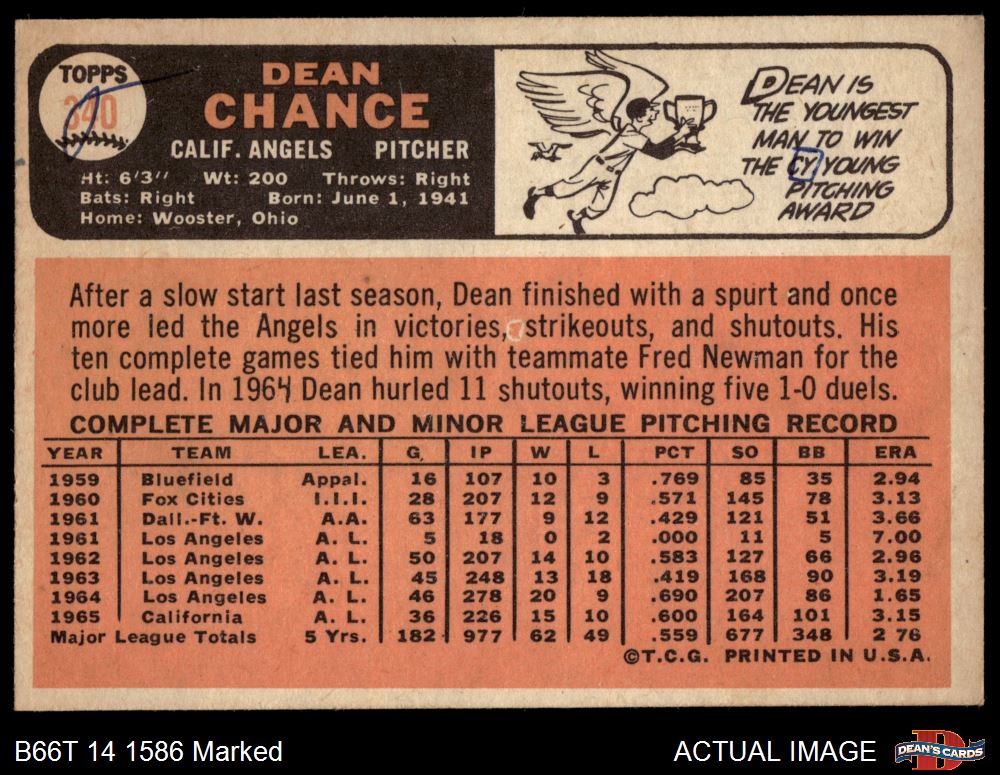 TOPPS
340
DEAN
CHANCE
CALIF. ANGELS PITCHER
Ht: 6'3" Wt: 200 Throws: Right
Bats: Right Born: June 1, 1941
Home: Wooster, Ohio
DEAN IS
THE YOUNGEST
MAN TO WIN
THE CY YOUNG
PITCHING
AWARD
After a slow start last season, Dean finished with a spurt and once
more led the Angels in victories, strikeouts, and shutouts. His
ten complete games tied him with teammate Fred Newman for the
club lead. In 1964 Dean hurled 11 shutouts, winning five 1-0 duels.
COMPLETE MAJOR AND MINOR LEAGUE PITCHING RECORD
YEAR TEAM LEA. G IP W L PCT SO BB ERA
1959 Bluefield Appal. 16 107 10 3 .769 85 35 2.94
1960 Fox Cities I.I.I. 28 207 12 9 .571 145 78 3.13
1961 Dall.-Ft. W. A.A. 63 177 9 12 .429 121 51 3.66
1961 Los Angeles A. L. 5 18 0 2 .000 11 5 7.00
1962 Los Angeles A. L. 50 207 14 10 .583 127 66 2.96
1963 Los Angeles A. L. 45 248 13 18 .419 168 90 3.19
1964 Los Angeles A. L. 46 278 20 9 .690 207 86 1.65
1965 California A. L. 36 226 15 10 .600 164 101 3.15
Major League Totals 5 Yrs. 182 977 62 49 .559 677 348 2 76
©T.C.G. PRINTED IN U.S.A.
B66T 14 1586 Marked
ACTUAL IMAGE
D
DEAN'S CARDS